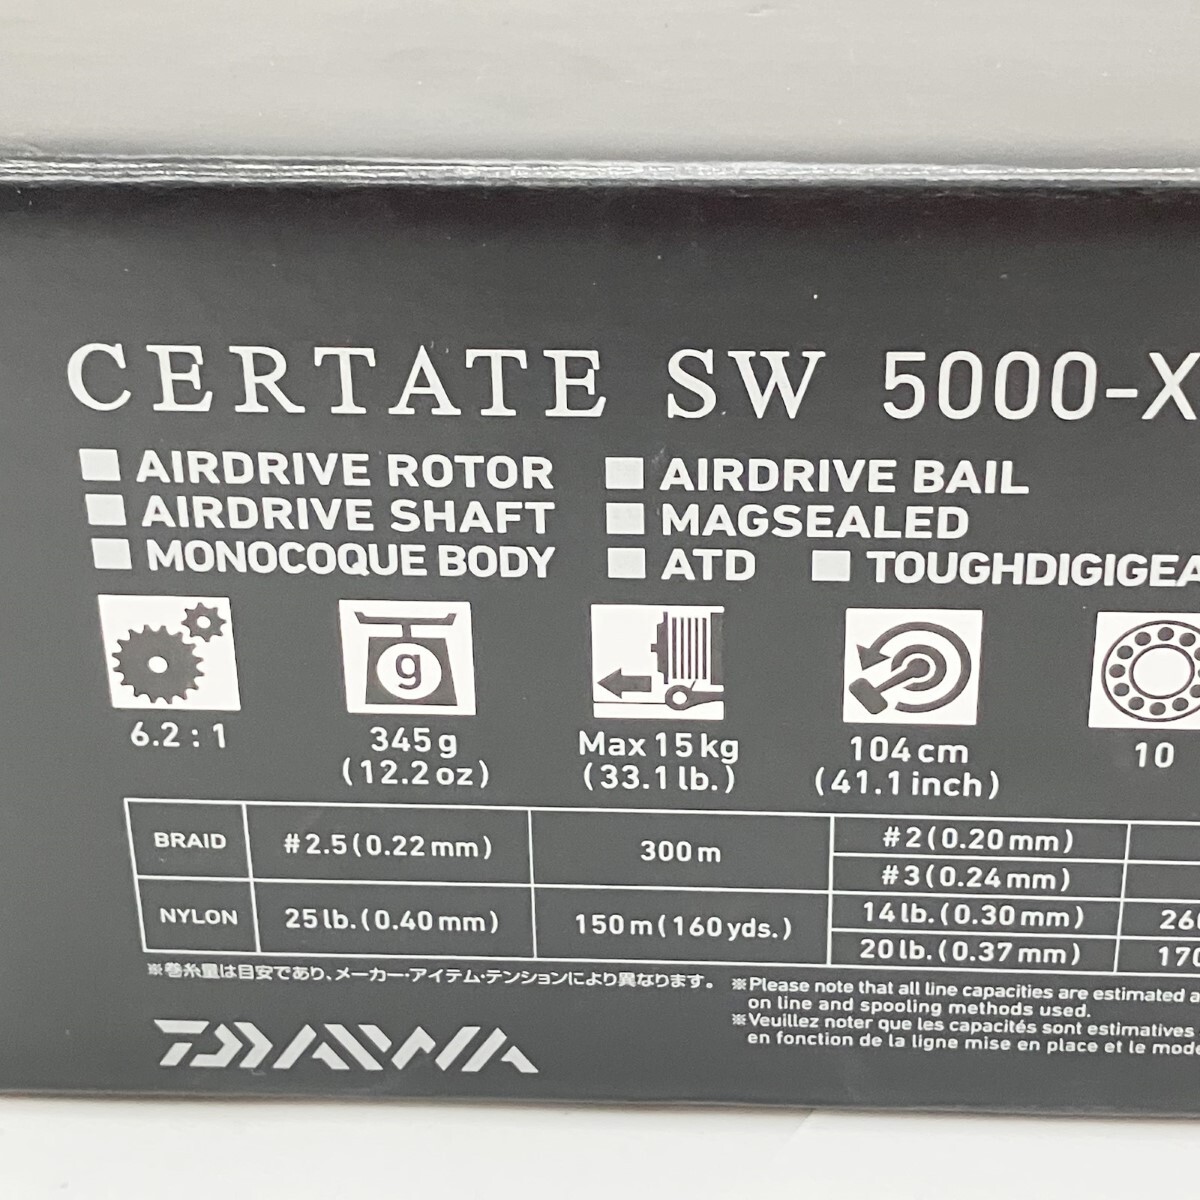 CERTATE SW 5000-X
AIRDRIVE ROTOR AIRDRIVE BAIL
AIRDRIVE SHAFT MAGSEALED
MONOCOQUE BODY ATD TOUGHDIGIGEA
g
6.2 : 1 345g Max 15kg 104cm 10
(12.2oz) (33.1lb.) (41.1inch)
BRAID #2.5(0.22mm) 300m #2(0.20mm)
#3(0.24mm)
NYLON 25lb.(0.40mm) 150m(160yds.) 14lb.(0.30mm) 260
20lb.(0.37mm) 170
※巻糸量は目安であり、メーカー・アイテム・テンションにより異なります。
※Please note that all line capacities are estimated a
on line and spooling methods used.
※Veuillez noter que les capacités sont estimatives
en fonction de la ligne mise en place et le mode
DAIWA